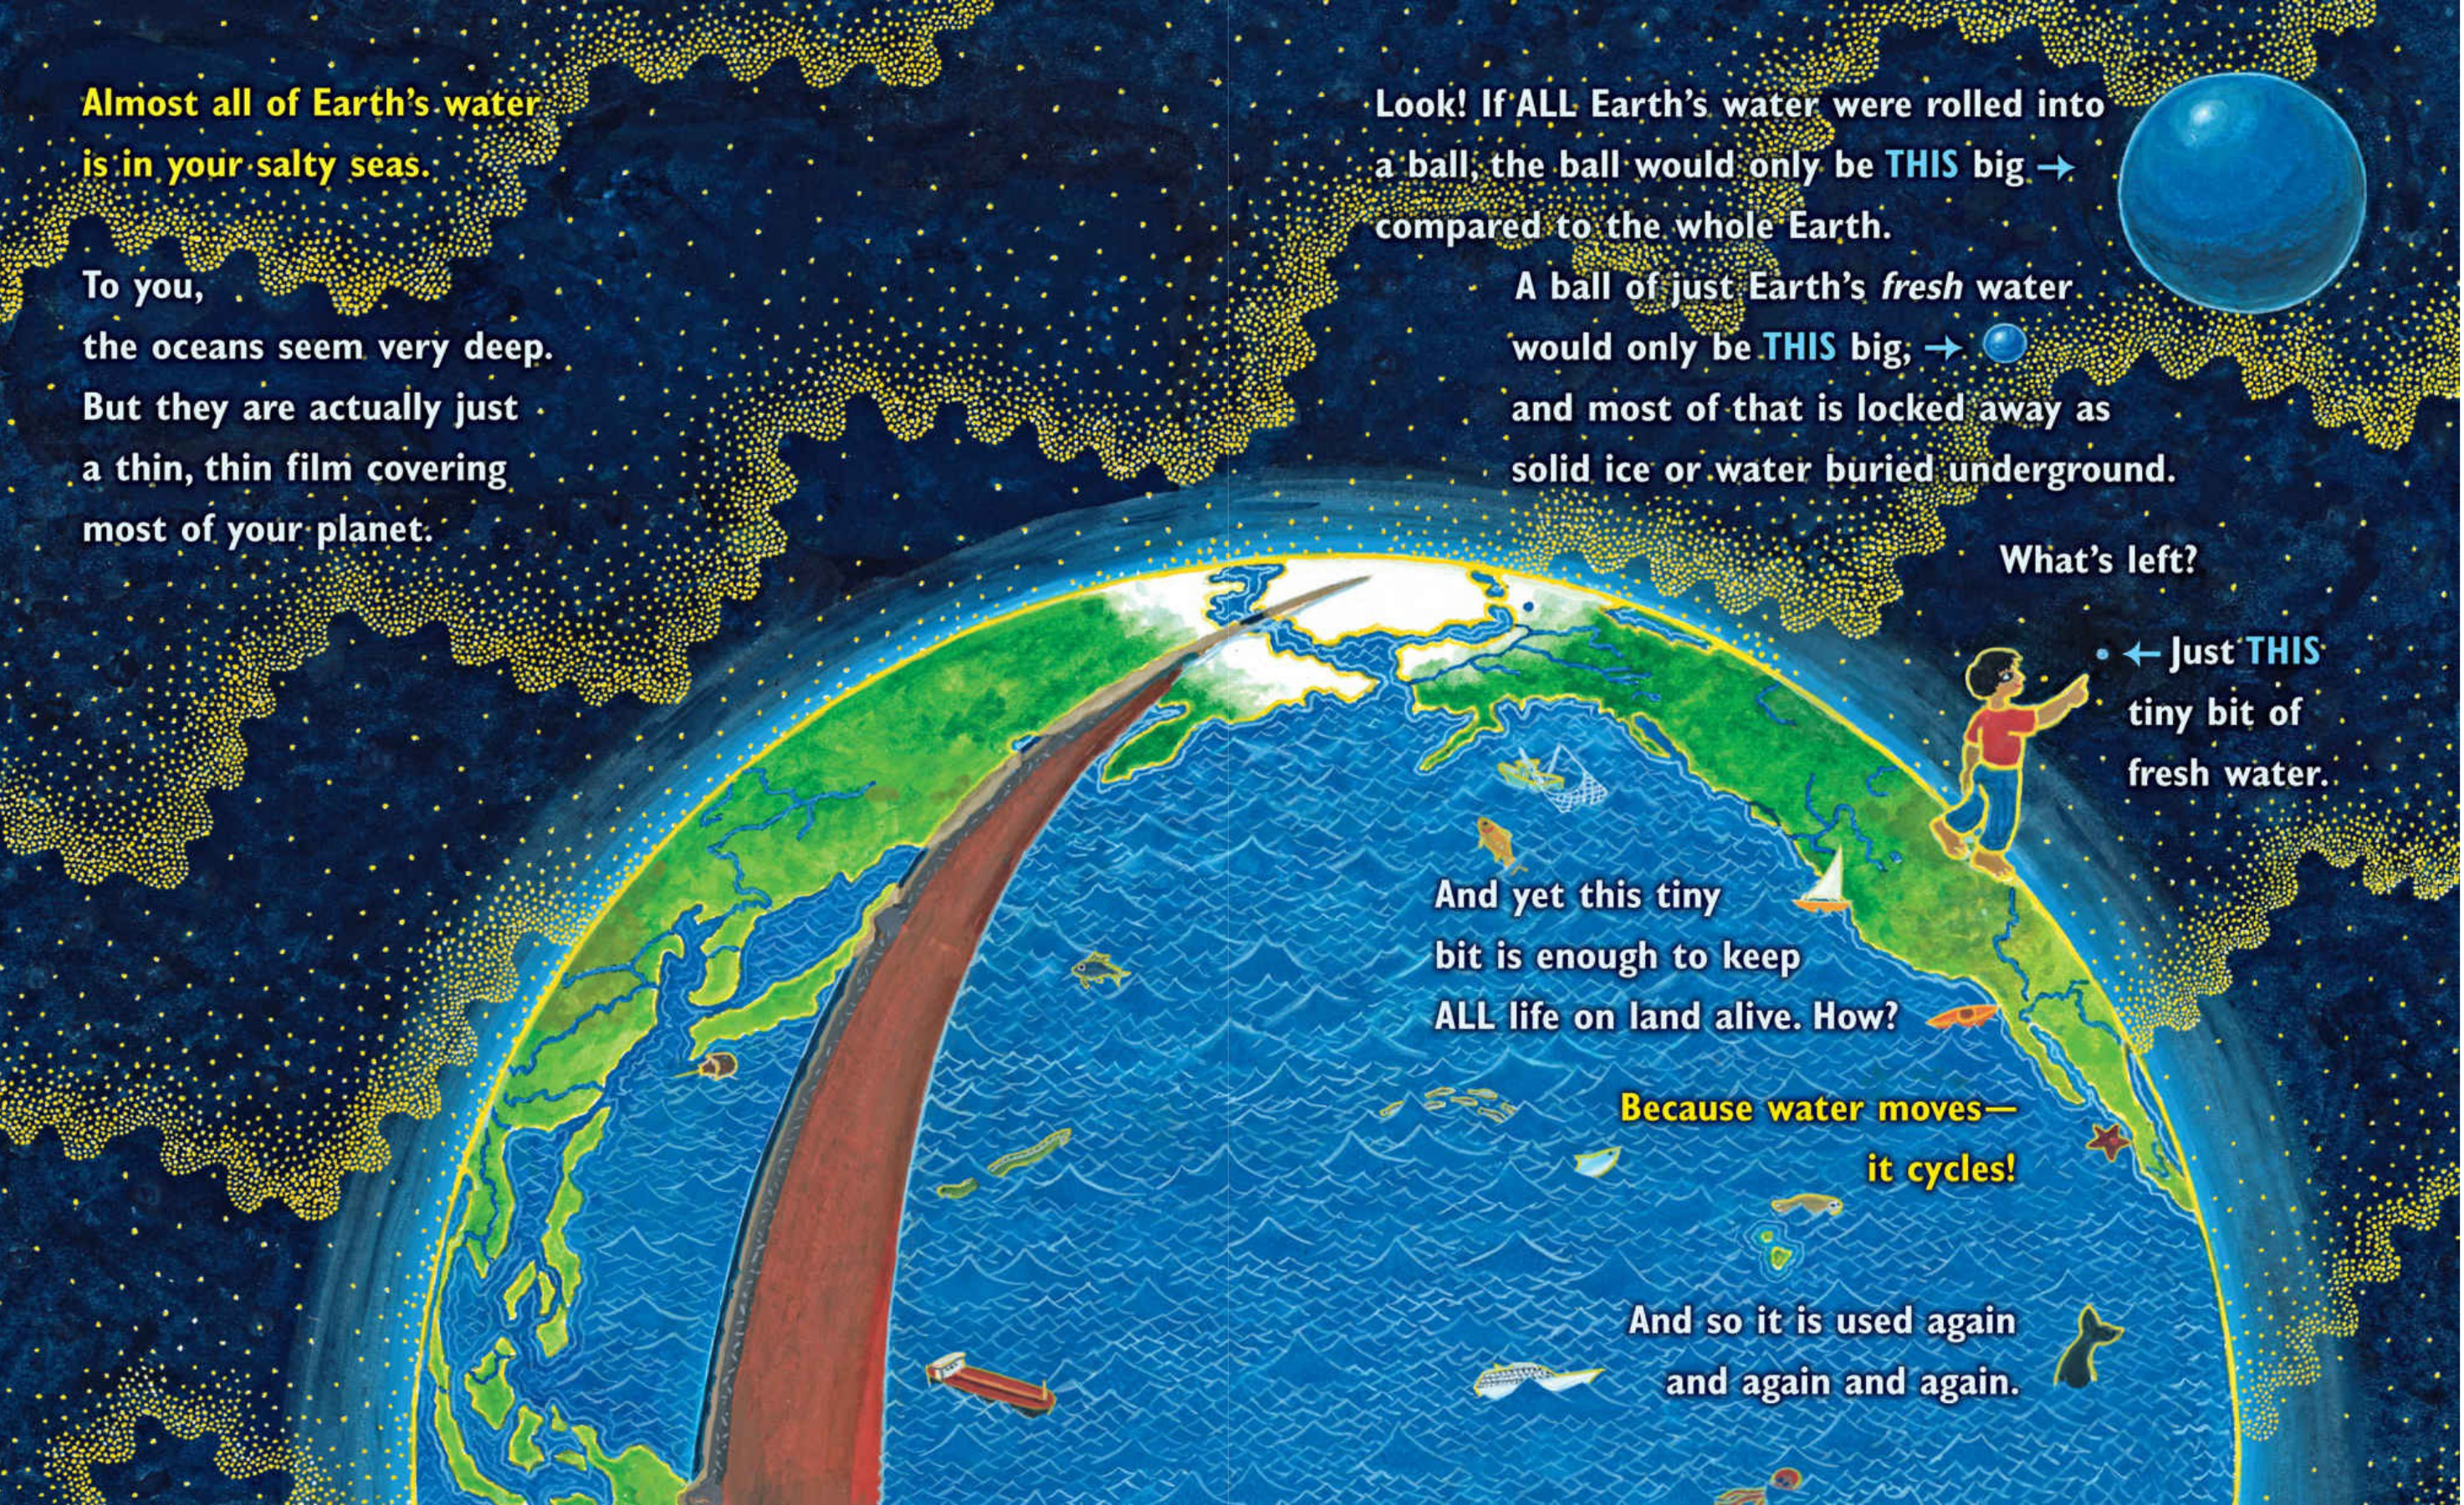 Almost all of Earth's water
is in your salty seas.
To you,
the oceans seem very deep.
But they are actually just
a thin, thin film covering
most of your planet.
Look! If ALL Earth's water were rolled into
a ball, the ball would only be THIS big →
compared to the whole Earth.
A ball of just Earth's fresh water
would only be THIS big, →
and most of that is locked away as
solid ice or water buried underground.
What's left?
← Just THIS
tiny bit of
fresh water.
And yet this tiny
bit is enough to keep
ALL life on land alive. How?
Because water moves—
it cycles!
And so it is used again
and again and again.